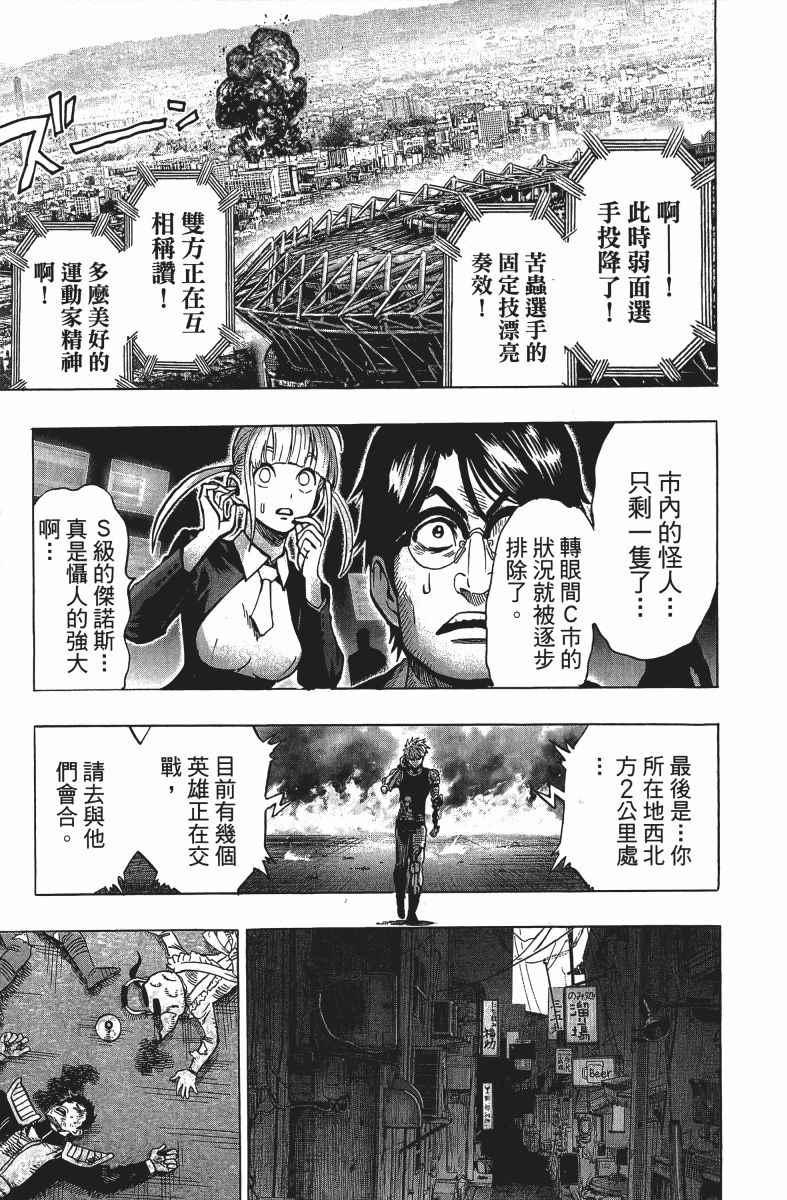 ズーン
啊——！
此時弱面選
手投降了！
苦蟲選手的
固定技漂亮
奏效！
雙方正在互
相稱讚！
多麼美好的
運動家精神
啊！
市內的怪人…
只剩一隻了…
轉眼間C市的
狀況就被逐步
排除了。
S級的傑諾斯…
真是懾人的強大
啊…
最後是…你
所在地西北
方2公里處
…
目前有幾個
英雄正在交
戰，
請去與他
們會合。
のみ処
溜り場
Beer